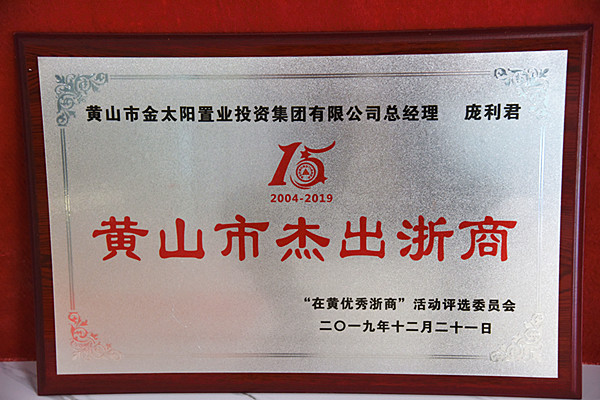 黄山市金太阳置业投资集团有限公司总经理 庞利君
15
2004-2019
黄山市杰出浙商
“在黄优秀浙商”活动评选委员会
二〇一九年十二月二十一日